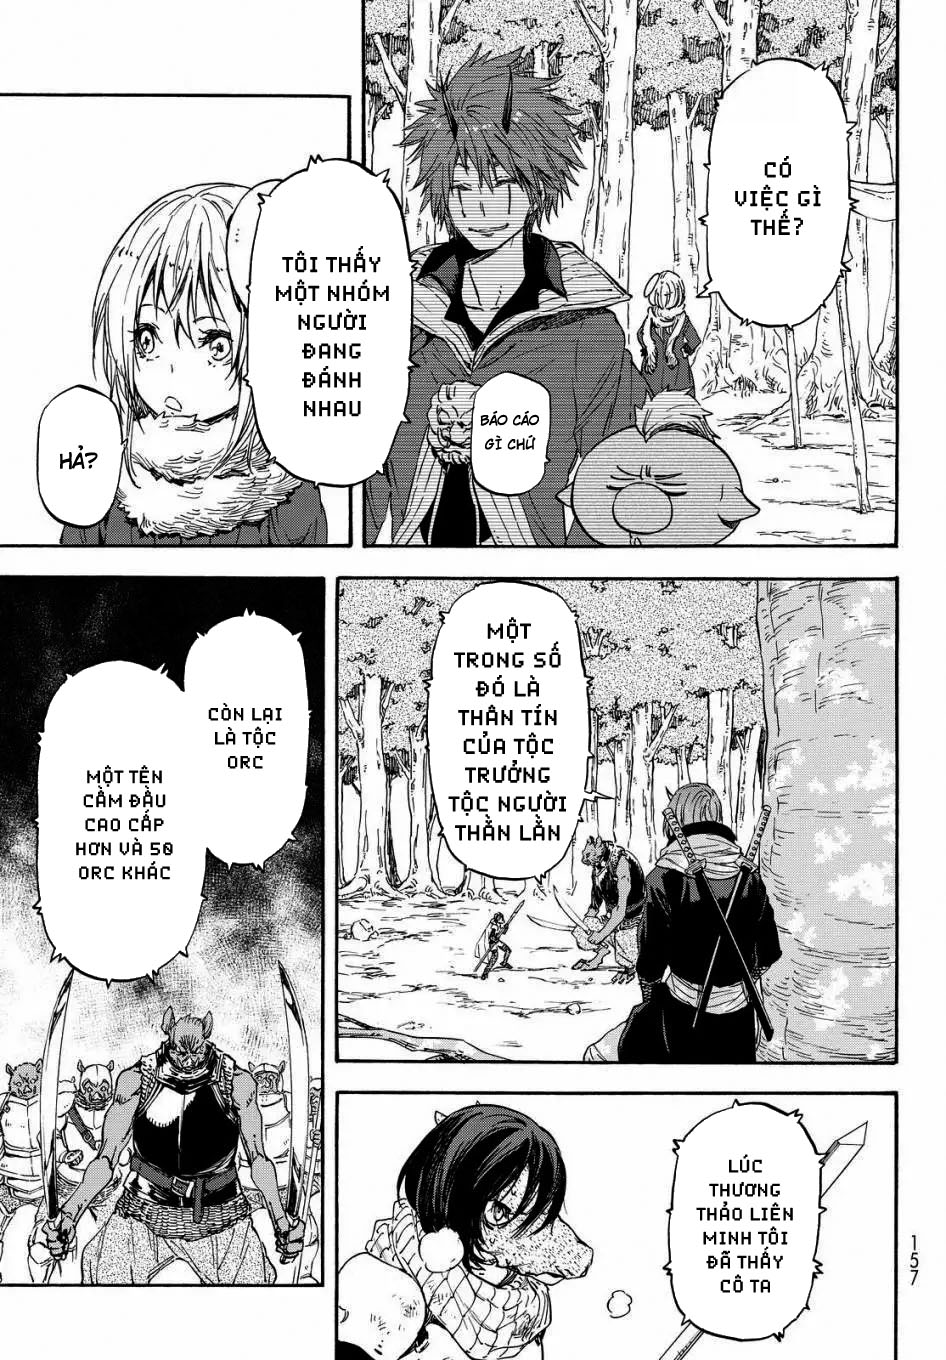 CÓ
VIỆC GÌ
THẾ?
BÁO CÁO
GÌ CHỨ
TÔI THẤY
MỘT NHÓM
NGƯỜI
ĐANG
ĐÁNH
NHAU
HẢ?
MỘT
TRONG SỐ
ĐÓ LÀ
THÂN TÍN
CỦA TỘC
TRƯỞNG
TỘC NGƯỜI
THẰN LẰN
CÒN LẠI
LÀ TỘC
ORC
MỘT TÊN
CẦM ĐẦU
CAO CẤP
HƠN VÀ 50
ORC KHÁC
LÚC
THƯƠNG
THẢO LIÊN
MINH TÔI
ĐÃ THẤY
CÔ TA
157